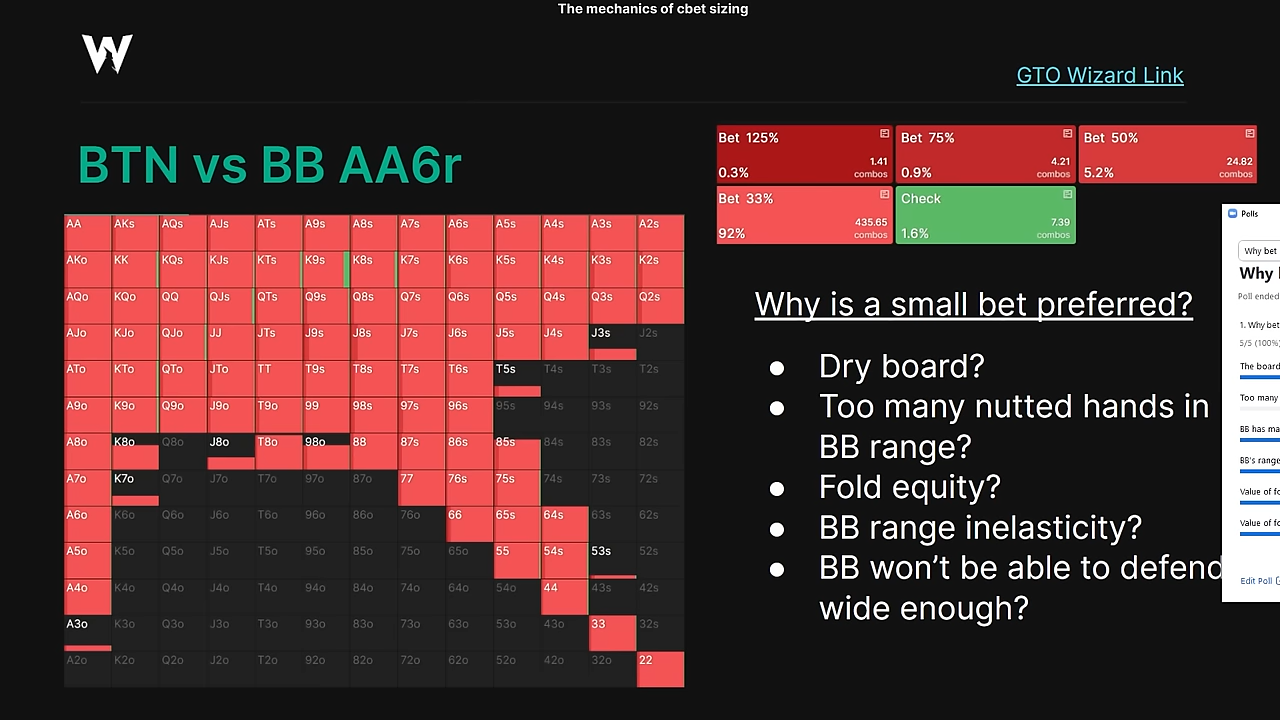 The mechanics of cbet sizing
W
GTO Wizard Link
BTN vs BB AA6r
Bet 125%
1.41
0.3%
combos
Bet 75%
4.21
0.9%
combos
Bet 50%
24.82
5.2%
combos
Bet 33%
435.65
92%
combos
Check
7.39
1.6%
combos
Why is a small bet preferred?
● Dry board?
● Too many nutted hands in
BB range?
● Fold equity?
● BB range inelasticity?
● BB won't be able to defend
wide enough?
AA AKs AQs AJs ATs A9s A8s A7s A6s A5s A4s A3s A2s
AKo KK KQs KJs KTs K9s K8s K7s K6s K5s K4s K3s K2s
AQo KQo QQ QJs QTs Q9s Q8s Q7s Q6s Q5s Q4s Q3s Q2s
AJo KJo QJo JJ JTs J9s J8s J7s J6s J5s J4s J3s J2s
ATo KTo QTo JTo TT T9s T8s T7s T6s T5s T4s T3s T2s
A9o K9o Q9o J9o T9o 99 98s 97s 96s 95s 94s 93s 92s
A8o K8o Q8o J8o T8o 98o 88 87s 86s 85s 84s 83s 82s
A7o K7o Q7o J7o T7o 97o 87o 77 76s 75s 74s 73s 72s
A6o K6o Q6o J6o T6o 96o 86o 76o 66 65s 64s 63s 62s
A5o K5o Q5o J5o T5o 95o 85o 75o 65o 55 54s 53s 52s
A4o K4o Q4o J4o T4o 94o 84o 74o 64o 54o 44 43s 42s
A3o K3o Q3o J3o T3o 93o 83o 73o 63o 53o 43o 33 32s
A2o K2o Q2o J2o T2o 92o 82o 72o 62o 52o 42o 32o 22
Polls
Why bet
Why
Poll ended
1. Why bet
5/5 (100%)
The board
Too many
BB has ma
BB's range
Value of fo
Value of fo
Edit Poll